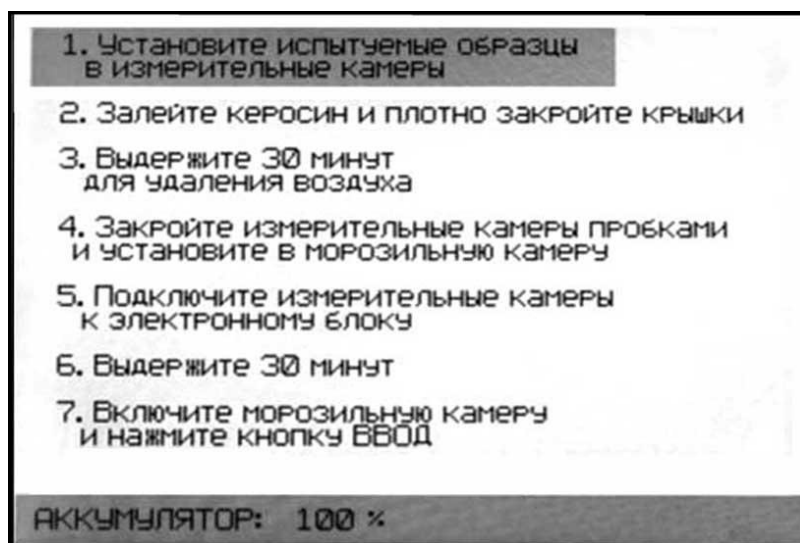 1. Установите испытуемые образцы
в измерительные камеры
2. Залейте керосин и плотно закройте крышки
3. Выдержите 30 минут
для удаления воздуха
4. Закройте измерительные камеры пробками
и установите в морозильную камеру
5. Подключите измерительные камеры
к электронному блоку
6. Выдержите 30 минут
7. Включите морозильную камеру
и нажмите кнопку ВВОД
АККУМУЛЯТОР: 100 %